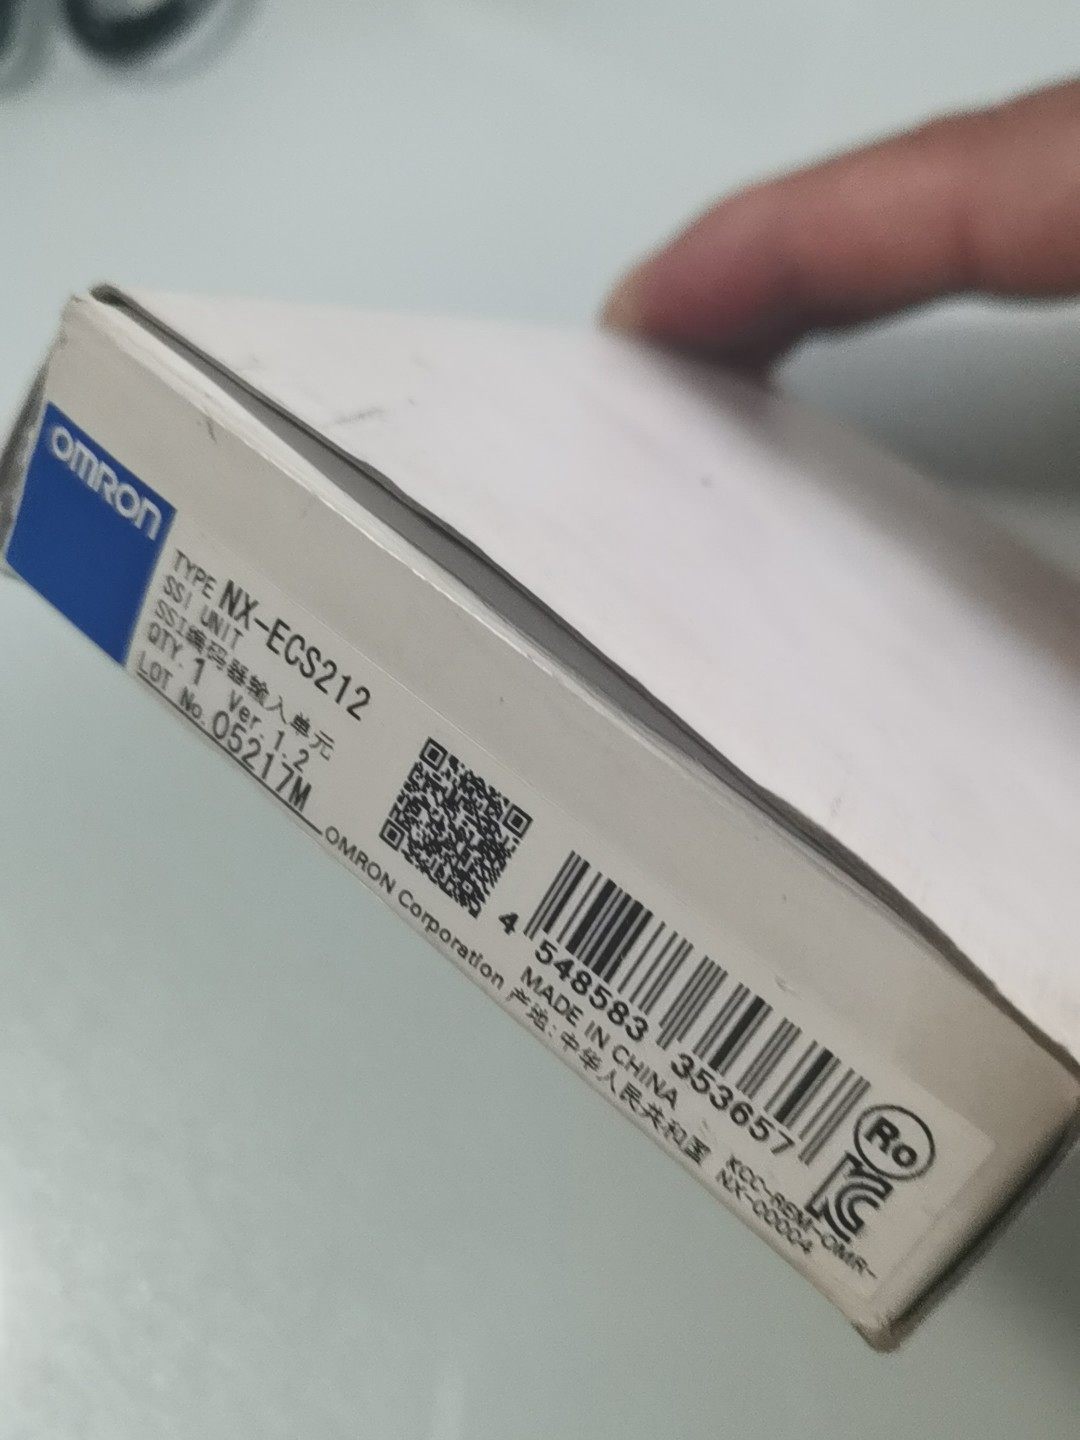 OMRON
TYPE NX-ECS212
SSI UNIT
SSI编码器输入单元
QTY. 1 Ver. 1.2
LOT No. 05217M
OMRON Corporation
4 548583 353657
MADE IN CHINA
产地:中华人民共和国
Ro
KCC-REM-OMR-
NX-00004